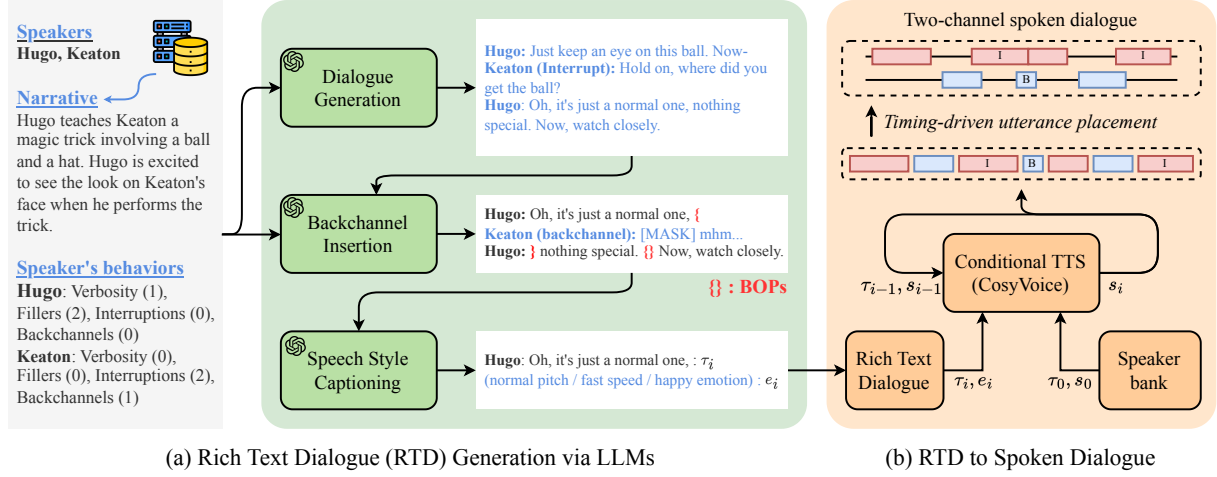 Speakers
Hugo, Keaton
Narrative
Hugo teaches Keaton a
magic trick involving a ball
and a hat. Hugo is excited
to see the look on Keaton's
face when he performs the
trick.
Speaker's behaviors
Hugo: Verbosity (1),
Fillers (2), Interruptions (0),
Backchannels (0)
Keaton: Verbosity (0),
Fillers (0), Interruptions (2),
Backchannels (1)
Dialogue
Generation
Hugo: Just keep an eye on this ball. Now-
Keaton (Interrupt): Hold on, where did you
get the ball?
Hugo: Oh, it's just a normal one, nothing
special. Now, watch closely.
Backchannel
Insertion
Hugo: Oh, it's just a normal one, {
Keaton (backchannel): [MASK] mhm...
Hugo: } nothing special. {} Now, watch closely.
{} : BOPs
Speech Style
Captioning
Hugo: Oh, it's just a normal one, : τi
(normal pitch / fast speed / happy emotion) : ei
(a) Rich Text Dialogue (RTD) Generation via LLMs
Two-channel spoken dialogue
I I
B
Timing-driven utterance placement
I B I
Conditional TTS
(CosyVoice)
τi−1, si−1
si
Rich Text
Dialogue
τi, ei
τ0, s0
Speaker
bank
(b) RTD to Spoken Dialogue